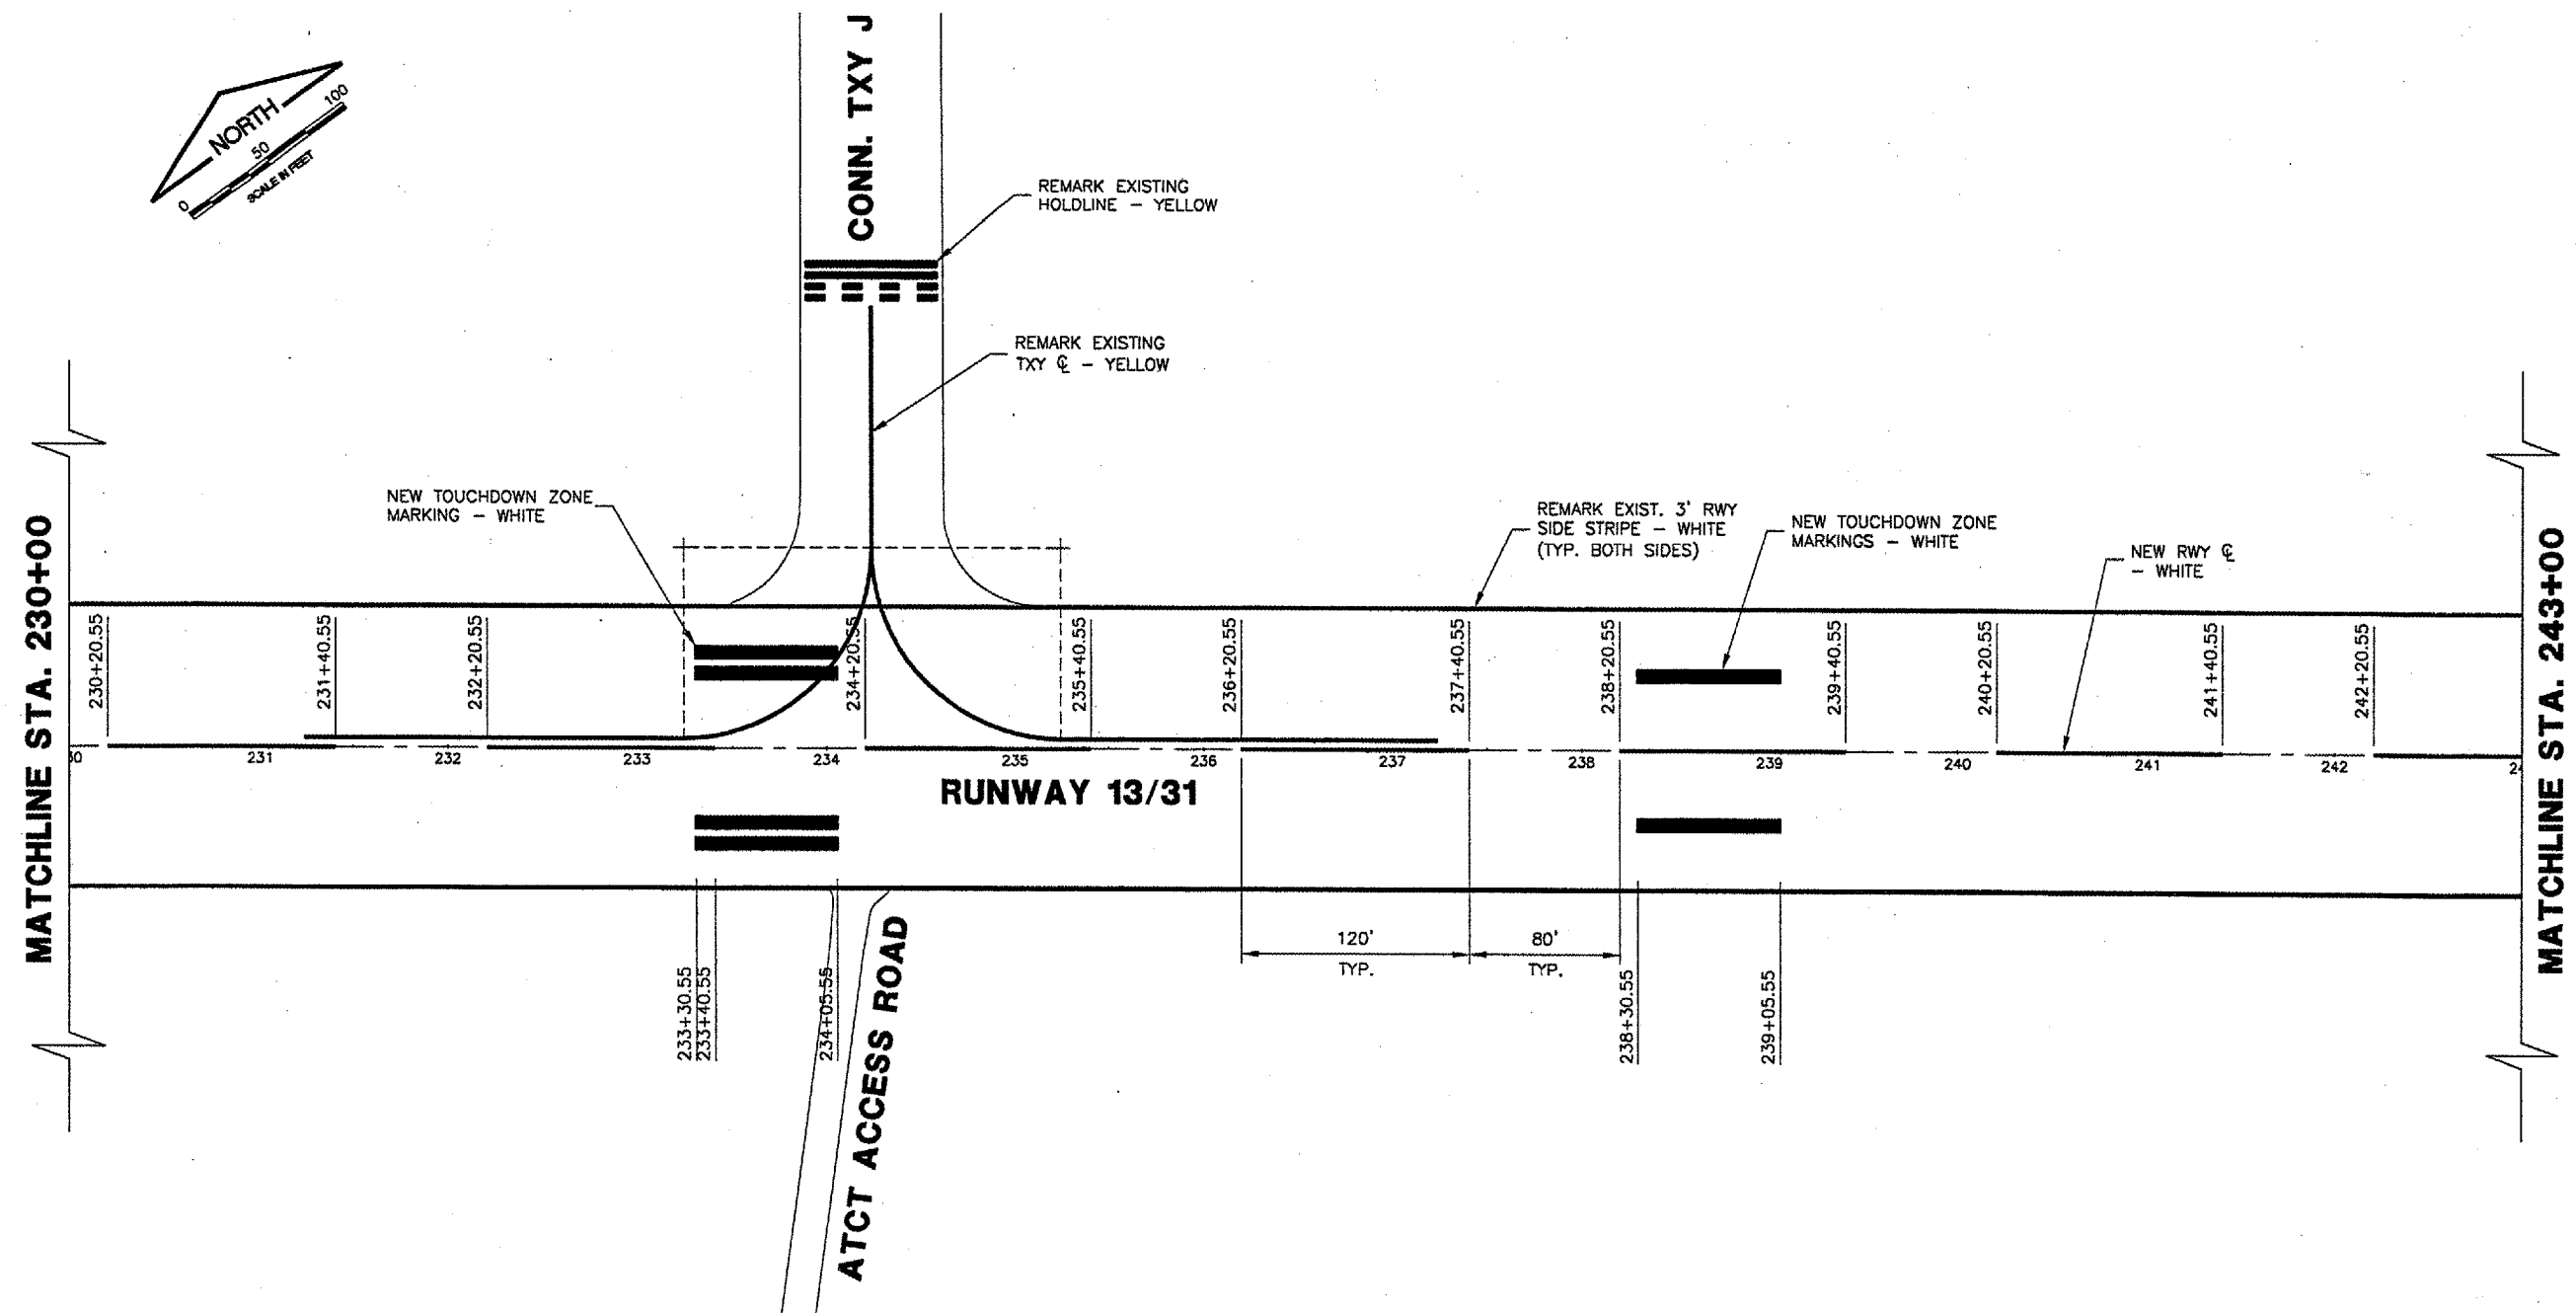 CONN. TXY J
NORTH
0
50
100
SCALE IN FEET
REMARK EXISTING
HOLDLINE - YELLOW
REMARK EXISTING
TXY ℄ - YELLOW
NEW TOUCHDOWN ZONE
MARKING - WHITE
REMARK EXIST. 3' RWY
SIDE STRIPE - WHITE
(TYP. BOTH SIDES)
NEW TOUCHDOWN ZONE
MARKINGS - WHITE
NEW RWY ℄
- WHITE
MATCHLINE STA. 230+00
230+20.55
231+40.55
232+20.55
234+20.55
235+40.55
236+20.55
237+40.55
238+20.55
239+40.55
240+20.55
241+40.55
242+20.55
MATCHLINE STA. 243+00
30
231
232
233
234
235
236
237
238
239
240
241
242
24
RUNWAY 13/31
120'
TYP.
80'
TYP.
233+30.55
233+40.55
234+05.55
238+30.55
239+05.55
ATCT ACCESS ROAD